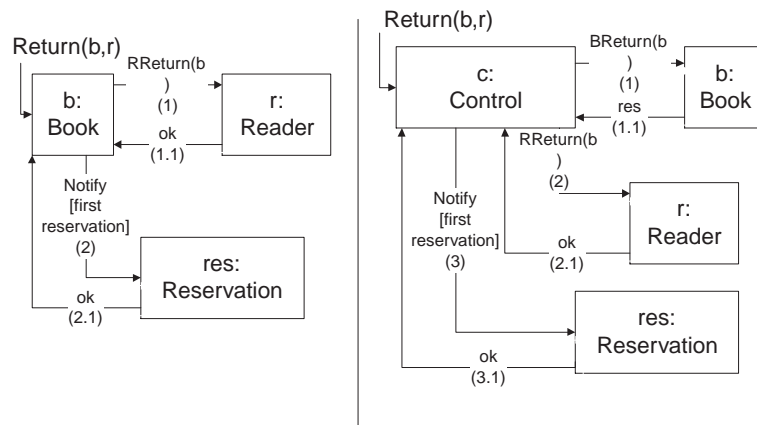 Return(b,r)
b:
Book
RReturn(b
)
(1)
r:
Reader
ok
(1.1)
Notify
[first
reservation]
(2)
res:
Reservation
ok
(2.1)
Return(b,r)
c:
Control
BReturn(b
)
(1)
b:
Book
res
(1.1)
RReturn(b
)
(2)
Notify
[first
reservation]
(3)
r:
Reader
ok
(2.1)
res:
Reservation
ok
(3.1)